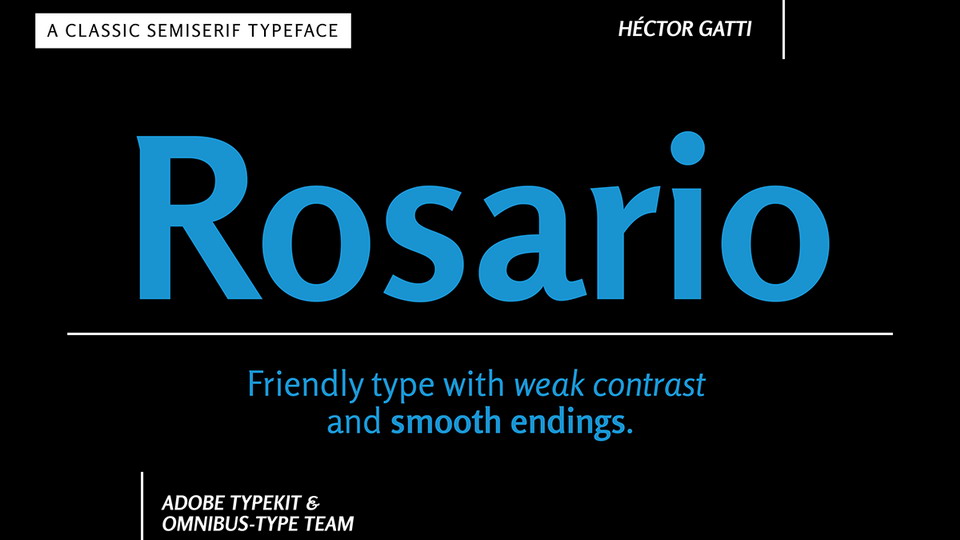 A CLASSIC SEMISERIF TYPEFACE
HÉCTOR GATTI
Rosario
Friendly type with weak contrast
and smooth endings.
ADOBE TYPEKIT &
OMNIBUS-TYPE TEAM